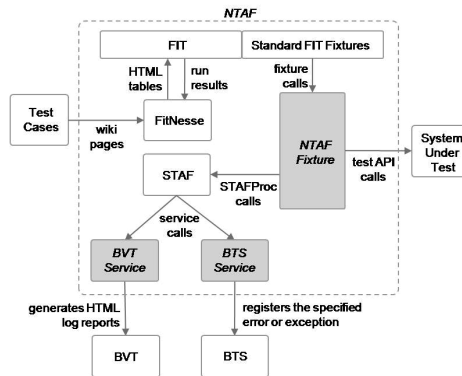 NTAF
FIT
Standard FIT Fixtures
HTML
tables
run
results
fixture
calls
Test
Cases
wiki
pages
FitNesse
NTAF
Fixture
test API
calls
System
Under
Test
STAF
STAFProc
calls
service
calls
BVT
Service
BTS
Service
generates HTML
log reports
registers the specified
error or exception
BVT
BTS